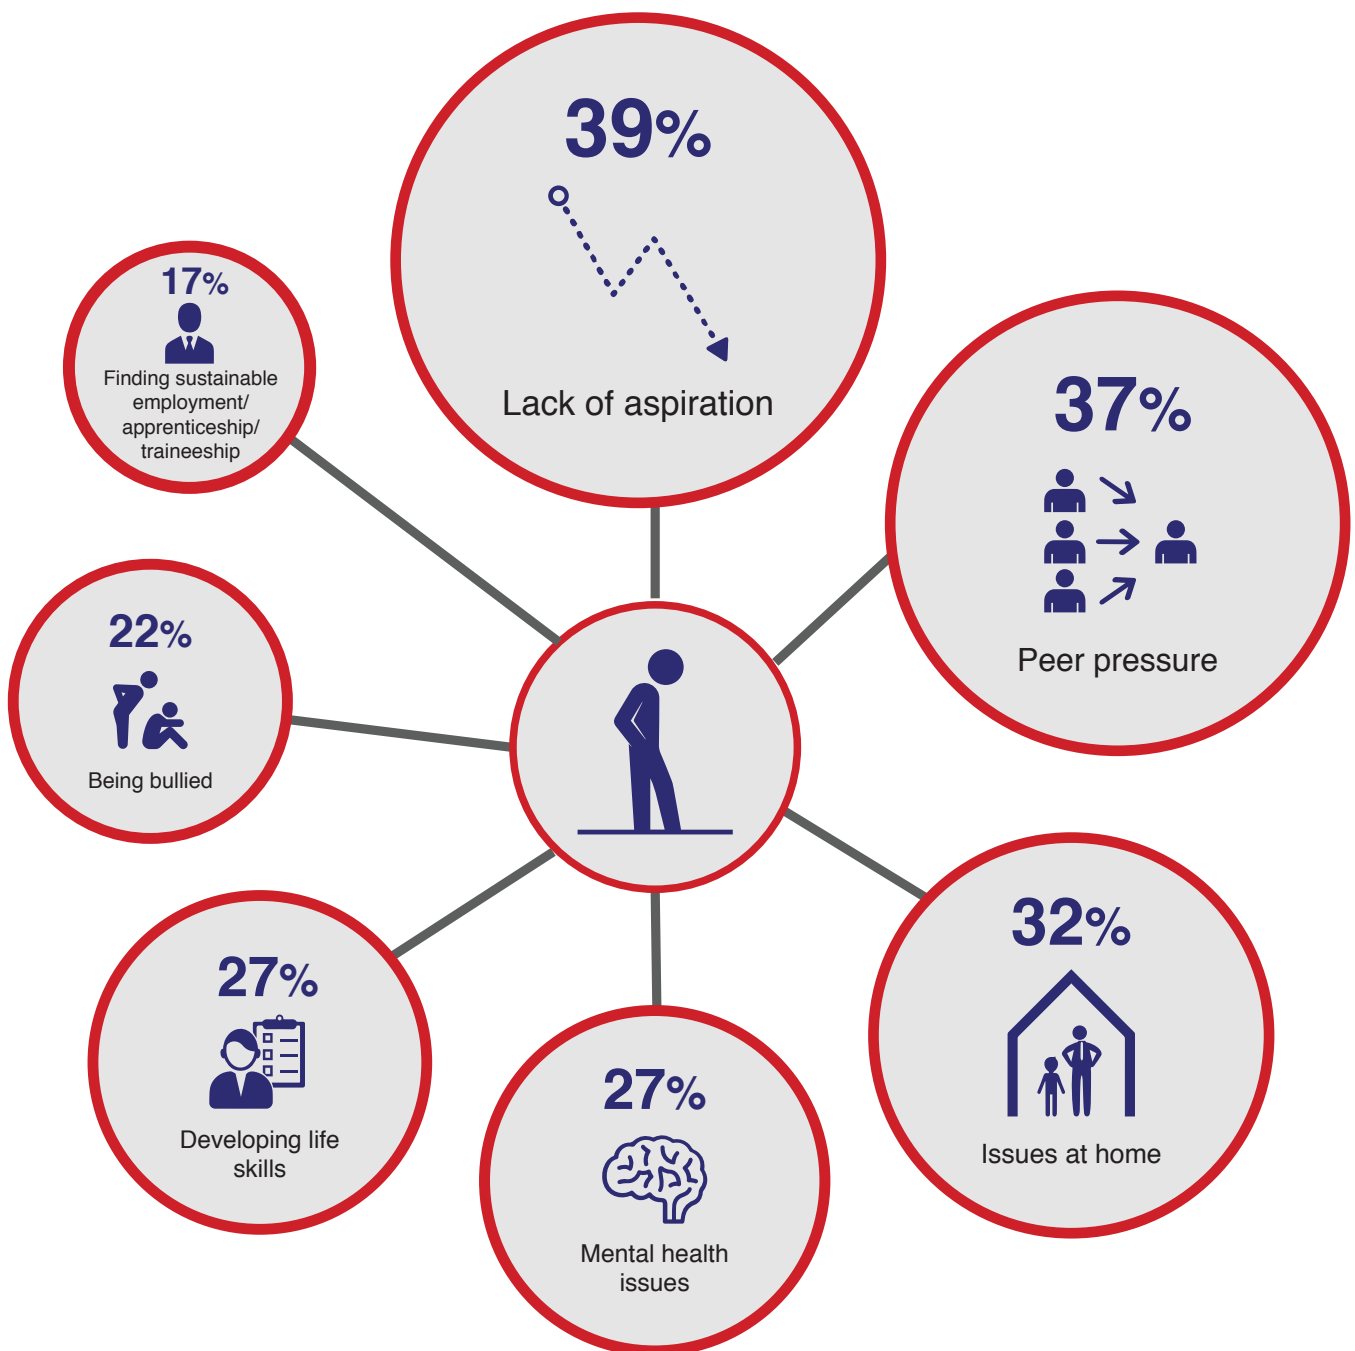 39%
Lack of aspiration
37%
Peer pressure
32%
Issues at home
27%
Mental health
issues
27%
Developing life
skills
22%
Being bullied
17%
Finding sustainable
employment/
apprenticeship/
traineeship